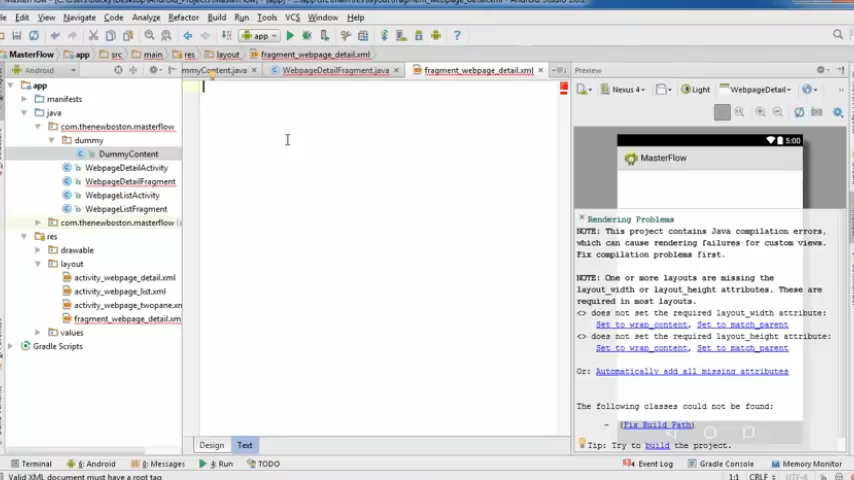 Edit View Navigate Code Analyze Refactor Build Run Tools VCS Window Help
app
MasterFlow app src main res layout fragment_webpage_detail.xml
Android
mmyContent.java WebpageDetailFragment.java fragment_webpage_detail.xml
Preview
Nexus 4 Light WebpageDetail
app
manifests
java
com.thenewboston.masterflow
dummy
DummyContent
WebpageDetailActivity
WebpageDetailFragment
WebpageListActivity
WebpageListFragment
com.thenewboston.masterflow
res
drawable
layout
activity_webpage_detail.xml
activity_webpage_list.xml
activity_webpage_twopane.xm
fragment_webpage_detail.xm
values
Gradle Scripts
5:00
MasterFlow
Rendering Problems
NOTE: This project contains Java compilation errors,
which can cause rendering failures for custom views.
Fix compilation problems first.
NOTE: One or more layouts are missing the
layout_width or layout_height attributes. These are
required in most layouts.
<> does not set the required layout_width attribute:
Set to wrap_content, Set to match_parent
<> does not set the required layout_height attribute:
Set to wrap_content, Set to match_parent
Or: Automatically add all missing attributes
The following classes could not be found:
- (Fix Build Path)
Tip: Try to build the project.
Design Text
Terminal 6: Android 0: Messages 4: Run TODO
Event Log Gradle Console Memory Monitor
Valid XML document must have a root tag
1:1 CRLF UTF-8